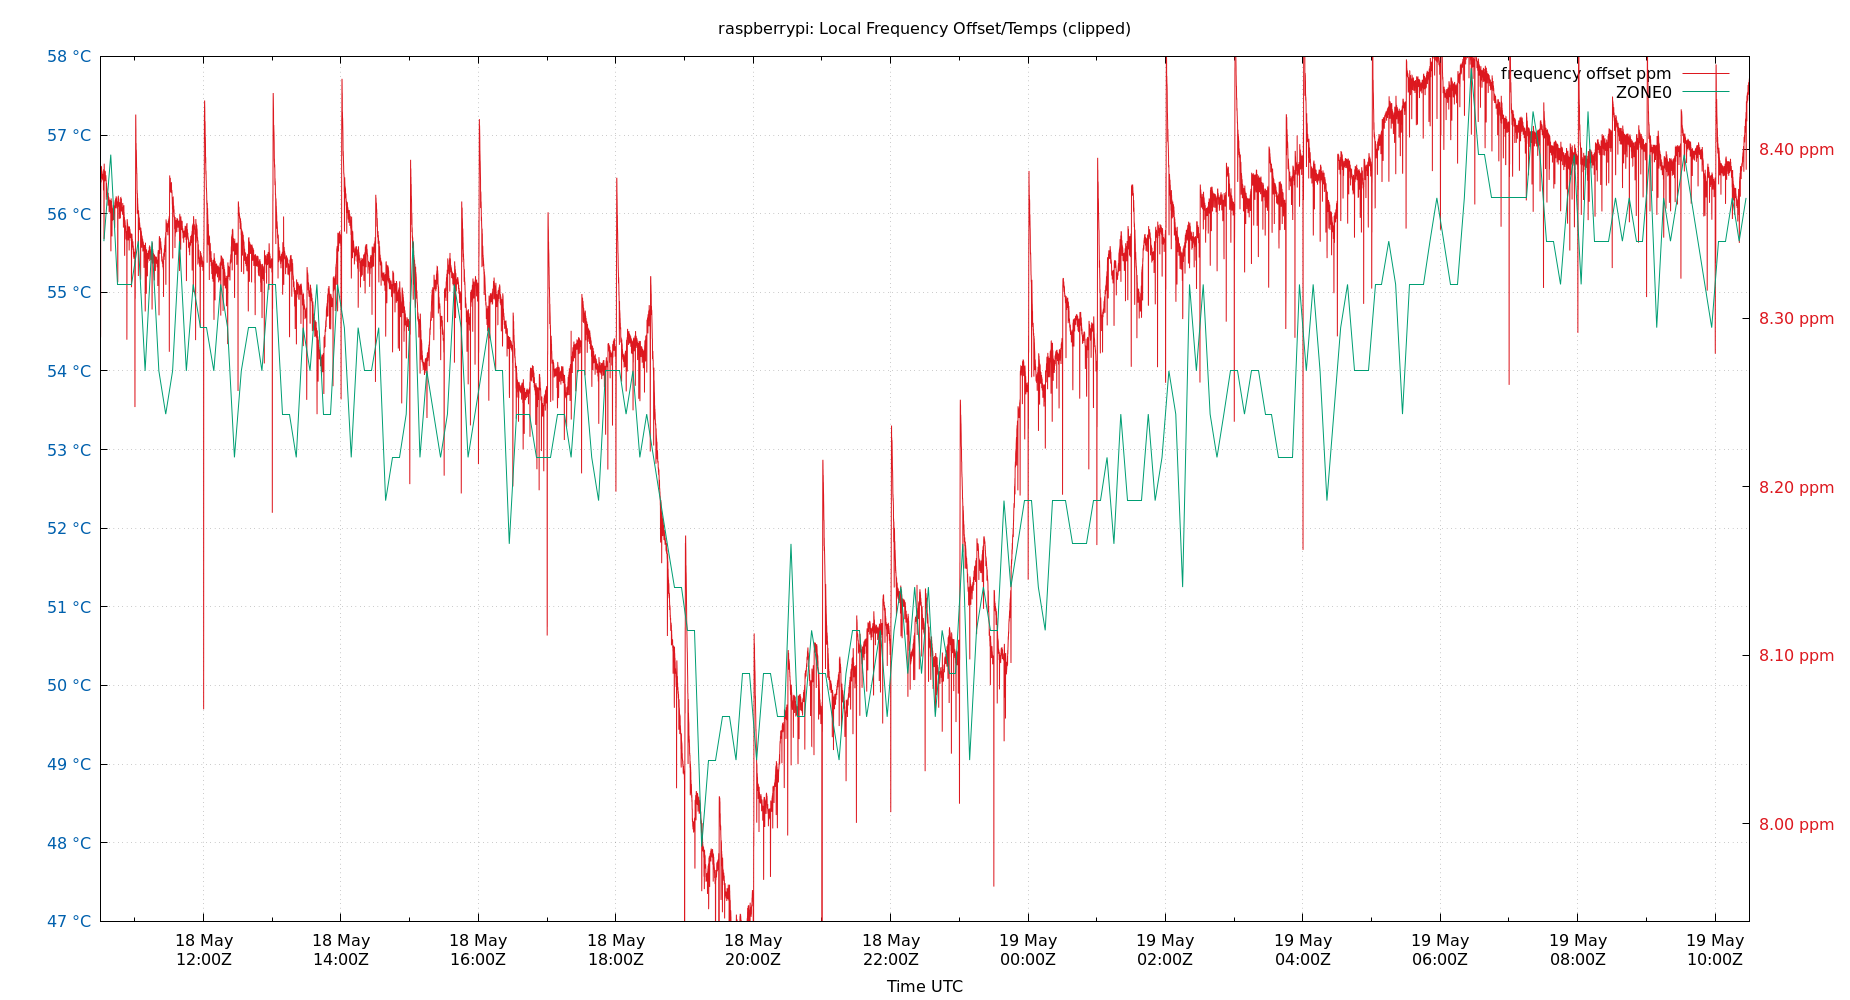 raspberrypi: Local Frequency Offset/Temps (clipped)
58 °C
57 °C
56 °C
55 °C
54 °C
53 °C
52 °C
51 °C
50 °C
49 °C
48 °C
47 °C
frequency offset ppm
ZONE0
8.40 ppm
8.30 ppm
8.20 ppm
8.10 ppm
8.00 ppm
18 May
12:00Z
18 May
14:00Z
18 May
16:00Z
18 May
18:00Z
18 May
20:00Z
18 May
22:00Z
19 May
00:00Z
19 May
02:00Z
19 May
04:00Z
19 May
06:00Z
19 May
08:00Z
19 May
10:00Z
Time UTC